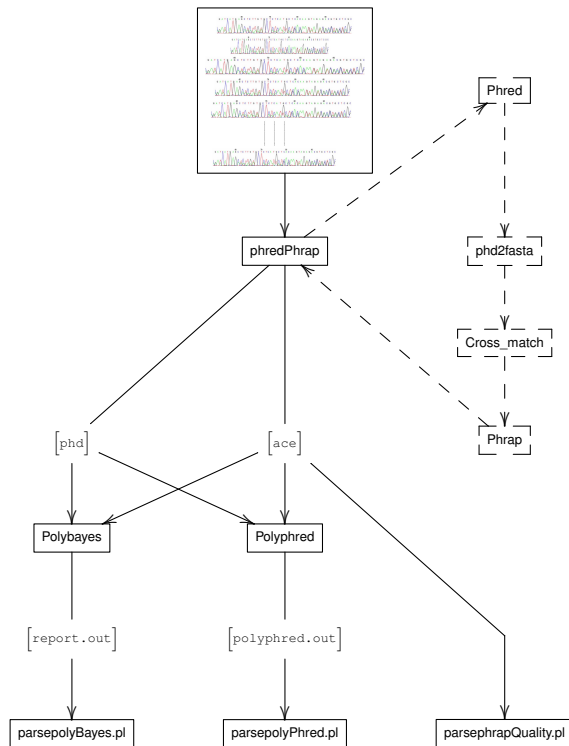 Phred
phredPhrap
phd2fasta
Cross_match
[phd]
[ace]
Phrap
Polybayes
Polyphred
[report.out]
[polyphred.out]
parsepolyBayes.pl
parsepolyPhred.pl
parsephrapQuality.pl